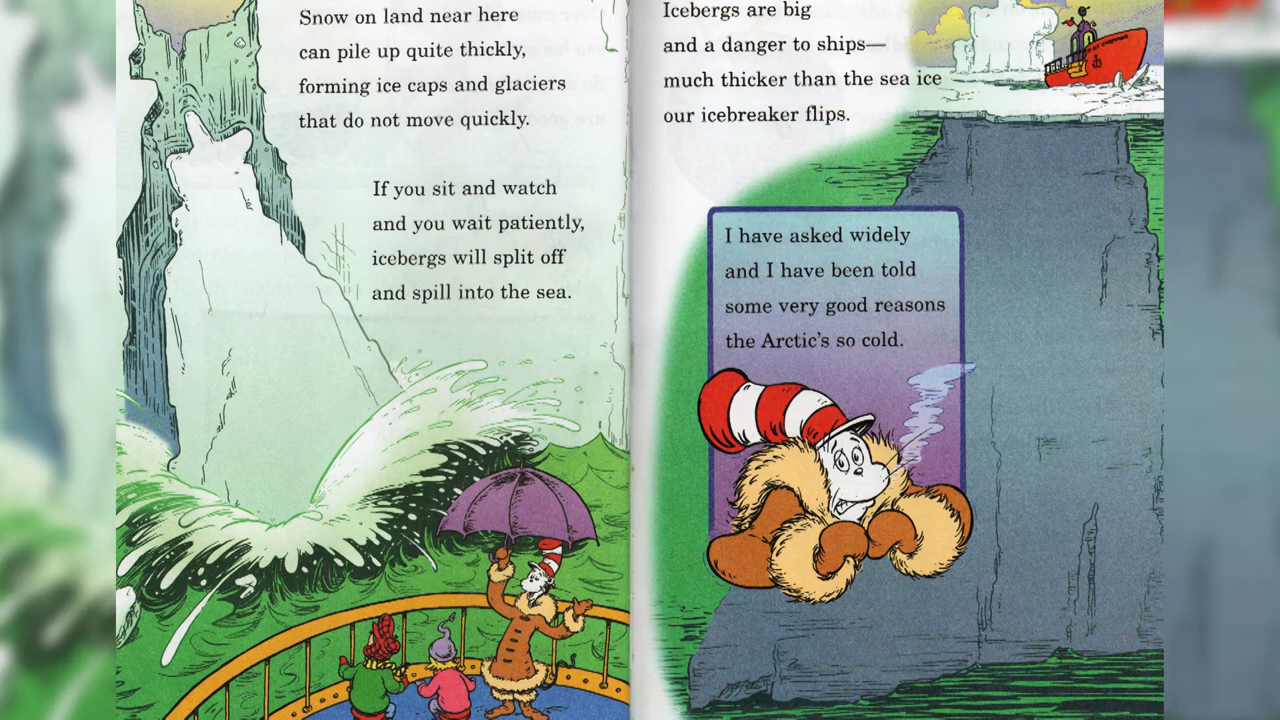 Snow on land near here
can pile up quite thickly,
forming ice caps and glaciers
that do not move quickly.
If you sit and watch
and you wait patiently,
icebergs will split off
and spill into the sea.
Icebergs are big
and a danger to ships—
much thicker than the sea ice
our icebreaker flips.
I have asked widely
and I have been told
some very good reasons
the Arctic's so cold.